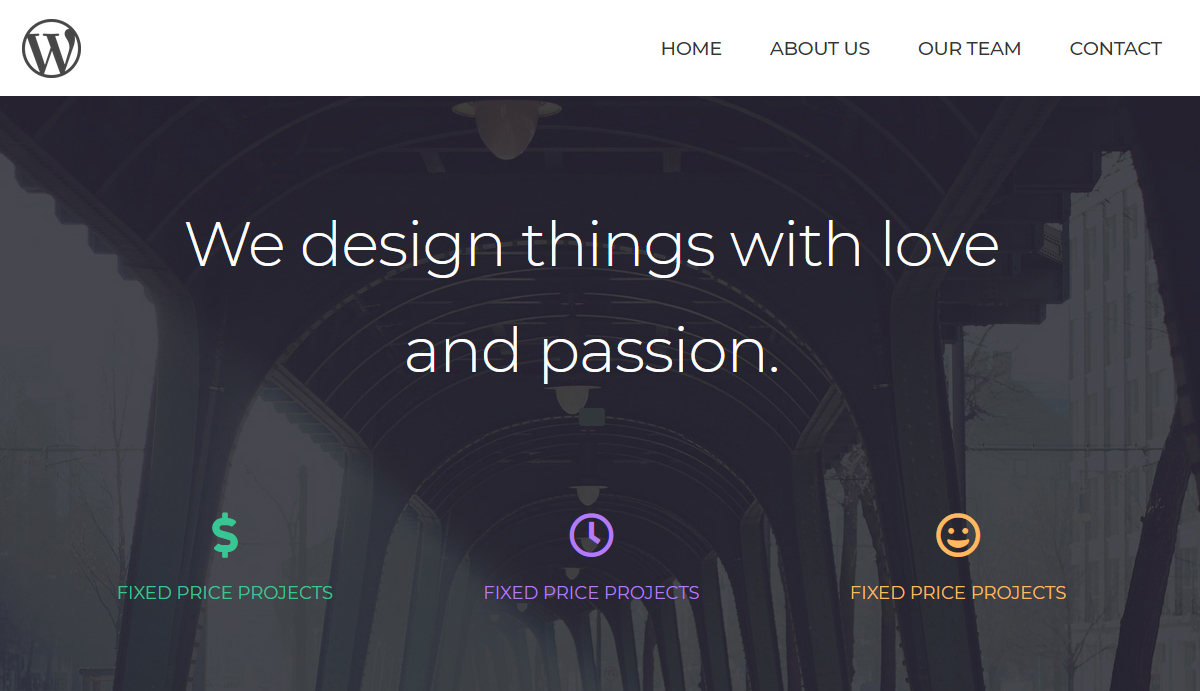 HOME ABOUT US OUR TEAM CONTACT
We design things with love
and passion.
FIXED PRICE PROJECTS FIXED PRICE PROJECTS FIXED PRICE PROJECTS